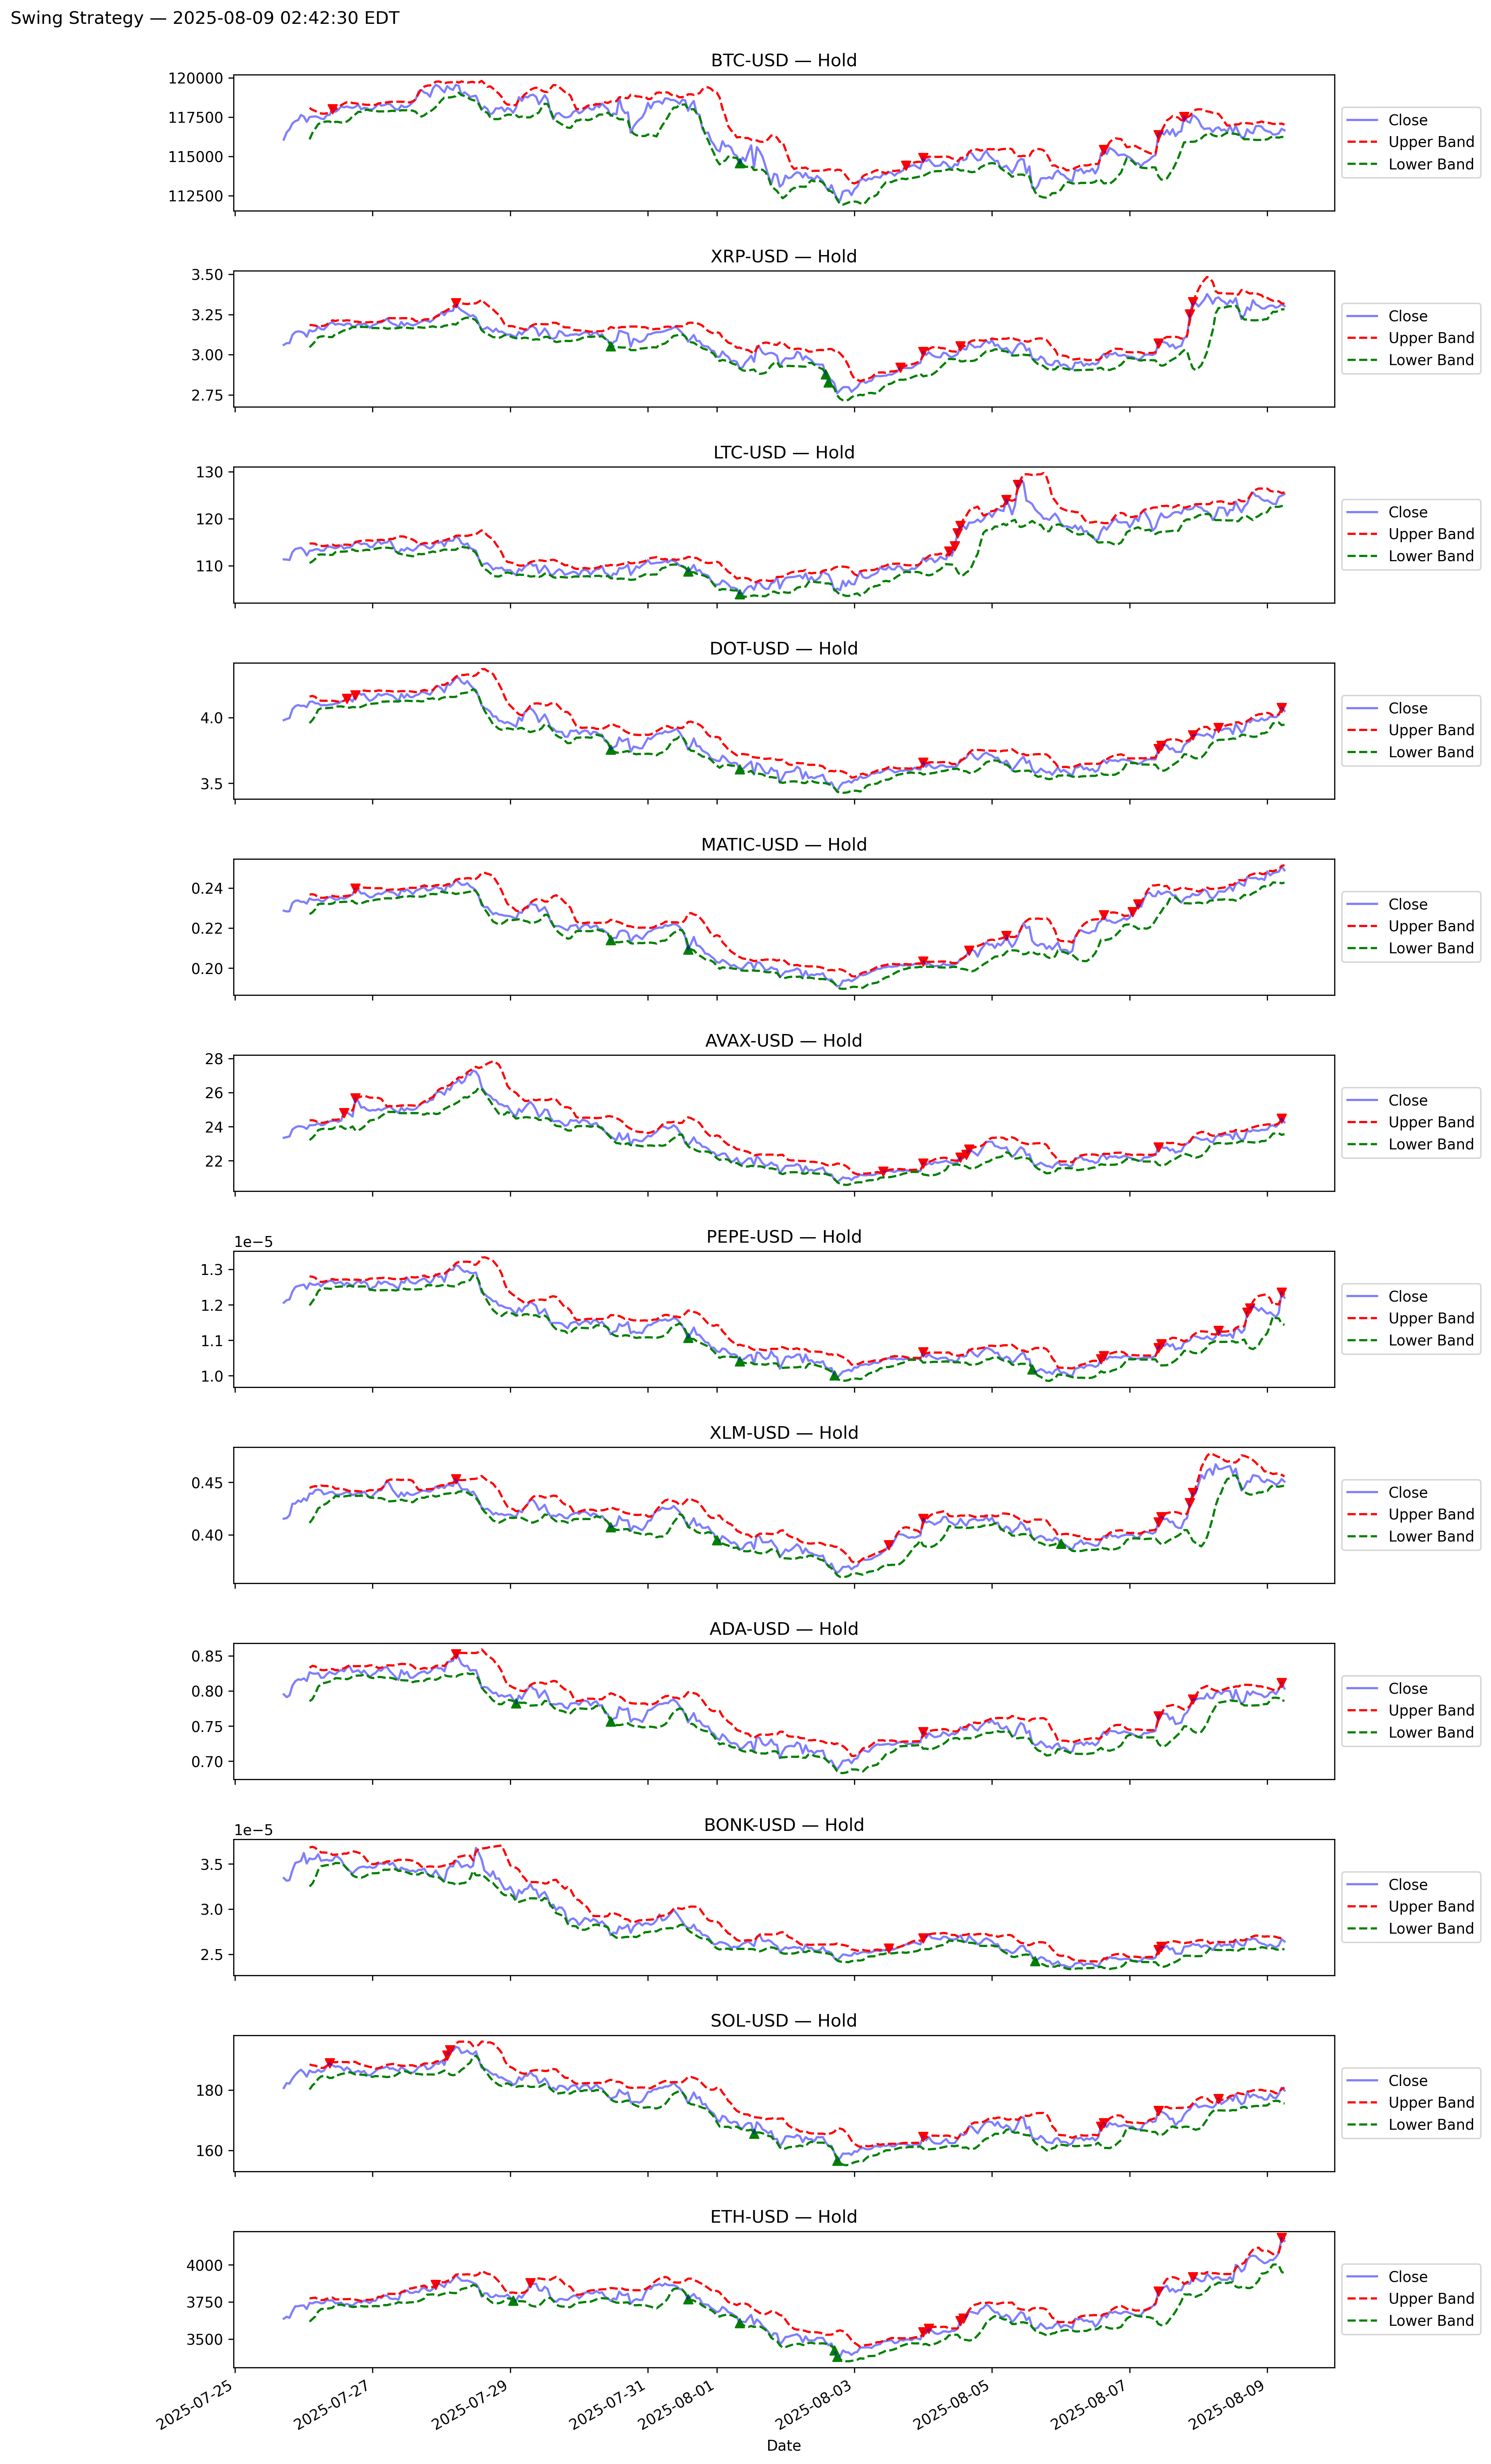 Swing Strategy — 2025-08-09 02:42:30 EDT
BTC-USD — Hold
120000
117500
115000
112500
Close
Upper Band
Lower Band
XRP-USD — Hold
3.50
3.25
3.00
2.75
Close
Upper Band
Lower Band
LTC-USD — Hold
130
120
110
Close
Upper Band
Lower Band
DOT-USD — Hold
4.0
3.5
Close
Upper Band
Lower Band
MATIC-USD — Hold
0.24
0.22
0.20
Close
Upper Band
Lower Band
AVAX-USD — Hold
28
26
24
22
Close
Upper Band
Lower Band
PEPE-USD — Hold
1e−5
1.3
1.2
1.1
1.0
Close
Upper Band
Lower Band
XLM-USD — Hold
0.45
0.40
Close
Upper Band
Lower Band
ADA-USD — Hold
0.85
0.80
0.75
0.70
Close
Upper Band
Lower Band
BONK-USD — Hold
1e−5
3.5
3.0
2.5
Close
Upper Band
Lower Band
SOL-USD — Hold
180
160
Close
Upper Band
Lower Band
ETH-USD — Hold
4000
3750
3500
Close
Upper Band
Lower Band
2025-07-25
2025-07-27
2025-07-29
2025-07-31
2025-08-01
2025-08-03
2025-08-05
2025-08-07
2025-08-09
Date